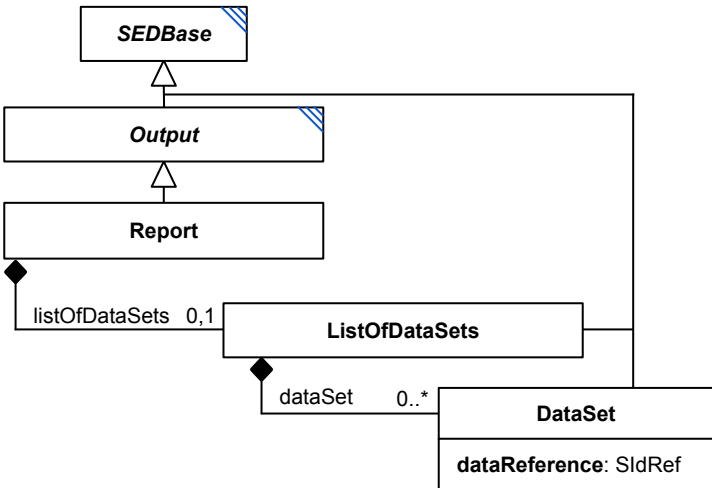 SEDBase
Output
Report
listOfDataSets 0,1
ListOfDataSets
dataSet 0..*
DataSet
dataReference: SIdRef